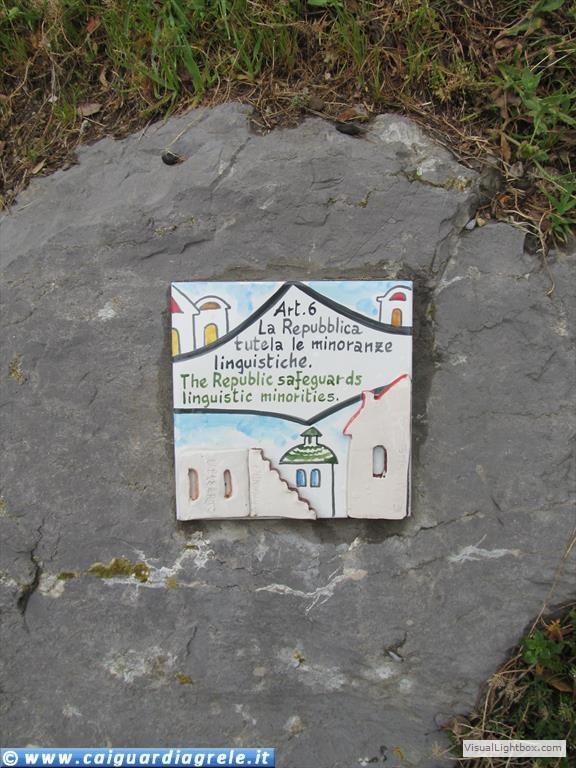 Art.6
La Repubblica
tutela le minoranze
linguistiche.
The Republic safeguards
linguistic minorities.
© www.caiguardiagrele.it
VisualLightBox.com